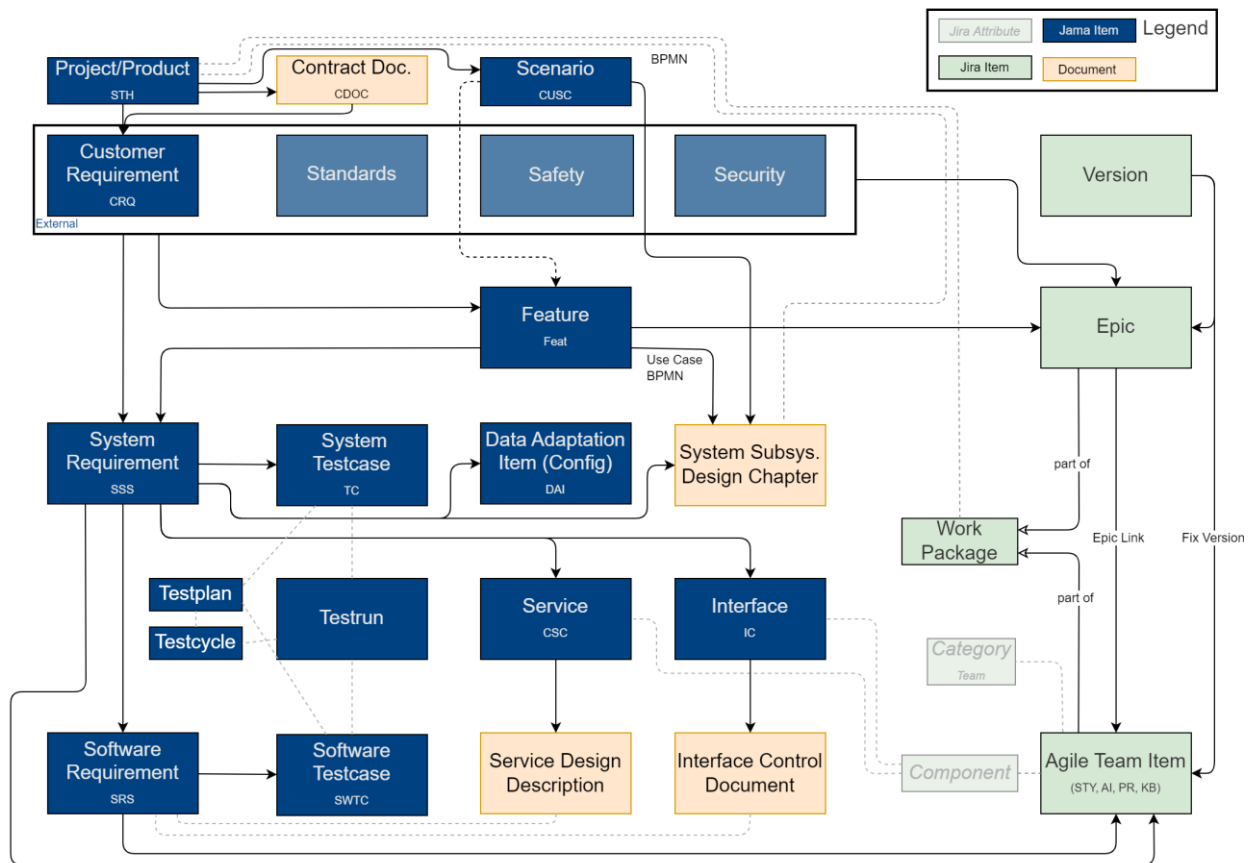 Jira Attribute
Jama Item
Legend
Jira Item
Document
BPMN
Project/Product
STH
Contract Doc.
CDOC
Scenario
CUSC
Customer
Requirement
CRQ
Standards
Safety
Security
External
Version
Feature
Feat
Epic
Use Case
BPMN
System
Requirement
SSS
System
Testcase
TC
Data Adaptation
Item (Config)
DAI
System Subsys.
Design Chapter
part of
Work
Package
Epic Link
Fix Version
part of
Testplan
Testcycle
Testrun
Service
CSC
Interface
IC
Category
Team
Software
Requirement
SRS
Software
Testcase
SWTC
Service Design
Description
Interface Control
Document
Component
Agile Team Item
(STY, AI, PR, KB)